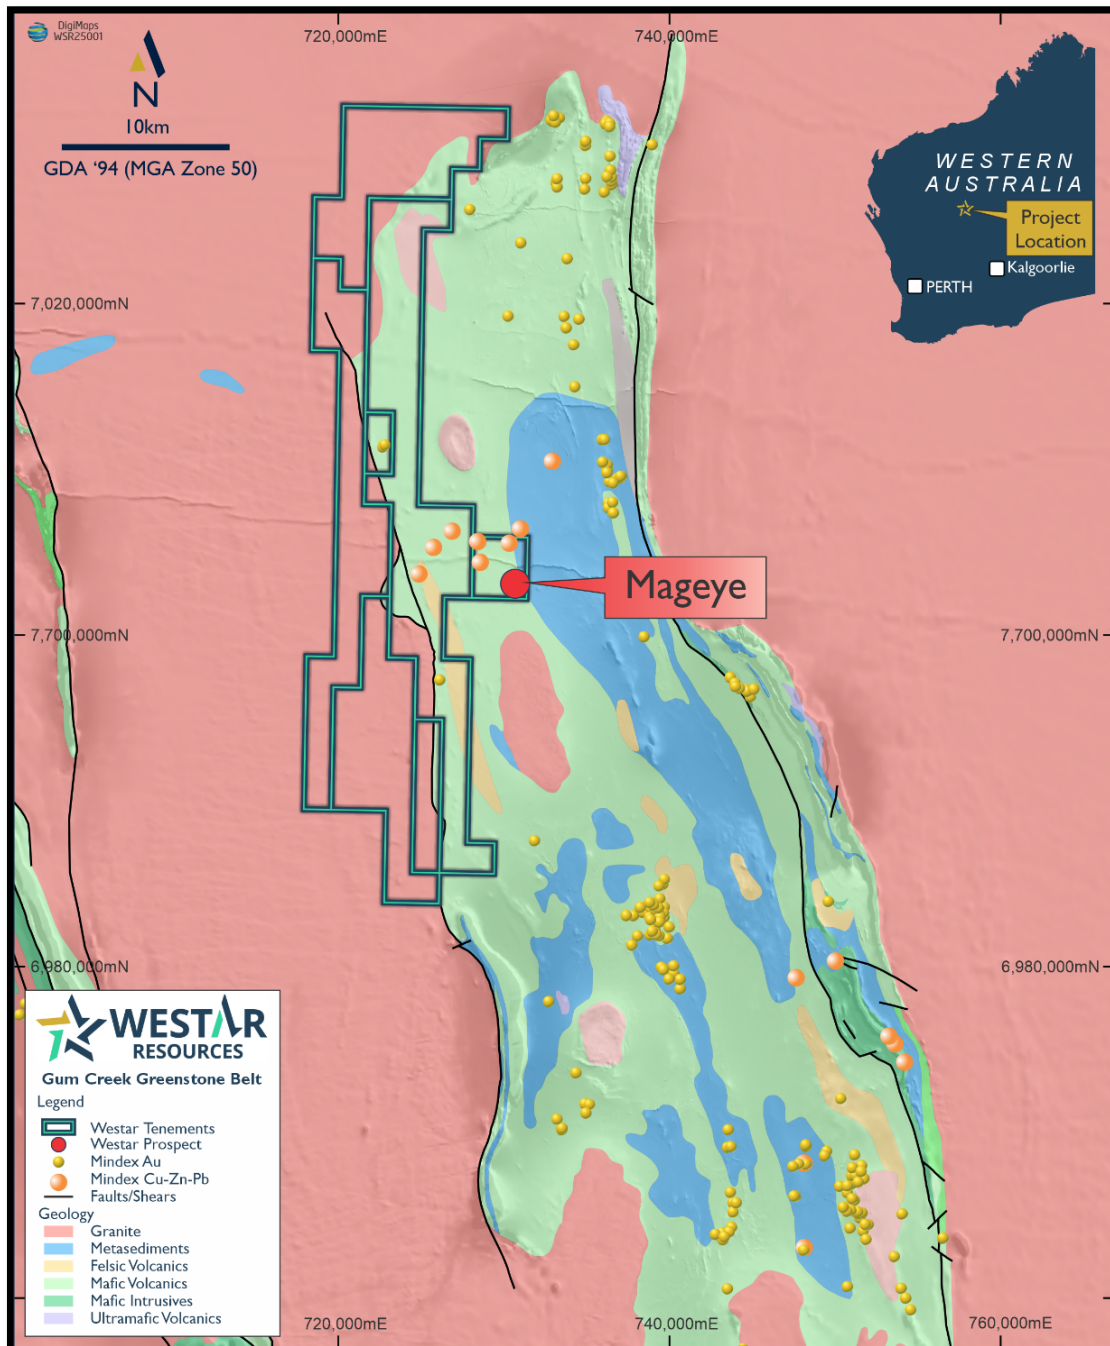 DigiMaps
WSR25001
720,000mE
740,000mE
N
10km
GDA '94 (MGA Zone 50)
WESTERN
AUSTRALIA
Project
Location
Kalgoorlie
PERTH
7,020,000mN
Mageye
7,700,000mN
7,700,000mN
6,980,000mN
6,980,000mN
WESTAR
RESOURCES
Gum Creek Greenstone Belt
Legend
Westar Tenements
Westar Prospect
Mindex Au
Mindex Cu-Zn-Pb
Faults/Shears
Geology
Granite
Metasediments
Felsic Volcanics
Mafic Volcanics
Mafic Intrusives
Ultramafic Volcanics
720,000mE
740,000mE
760,000mE